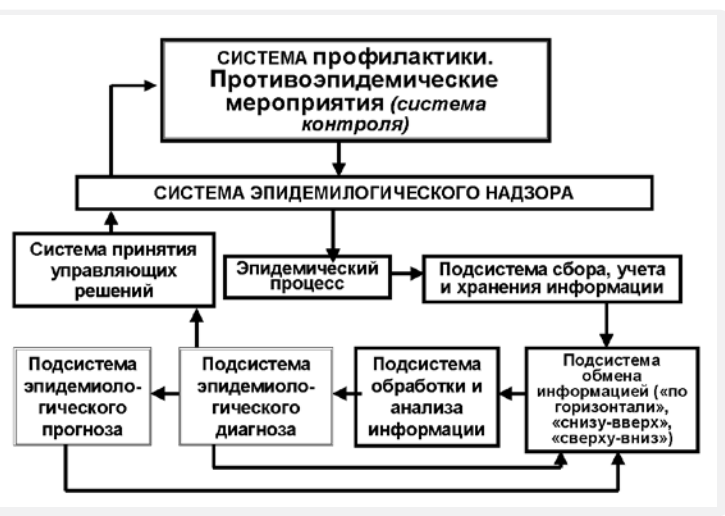 СИСТЕМА профилактики.
Противоэпидемические
мероприятия (система
контроля)
СИСТЕМА ЭПИДЕМИЛОГИЧЕСКОГО НАДЗОРА
Система принятия
управляющих
решений
Эпидемический
процесс
Подсистема сбора, учета
и хранения информации
Подсистема
эпидемиоло-
гического
прогноза
Подсистема
эпидемиоло-
гического
диагноза
Подсистема
обработки и
анализа
информации
Подсистема
обмена
информацией («по
горизонтали»,
«снизу-вверх»,
«сверху-вниз»)